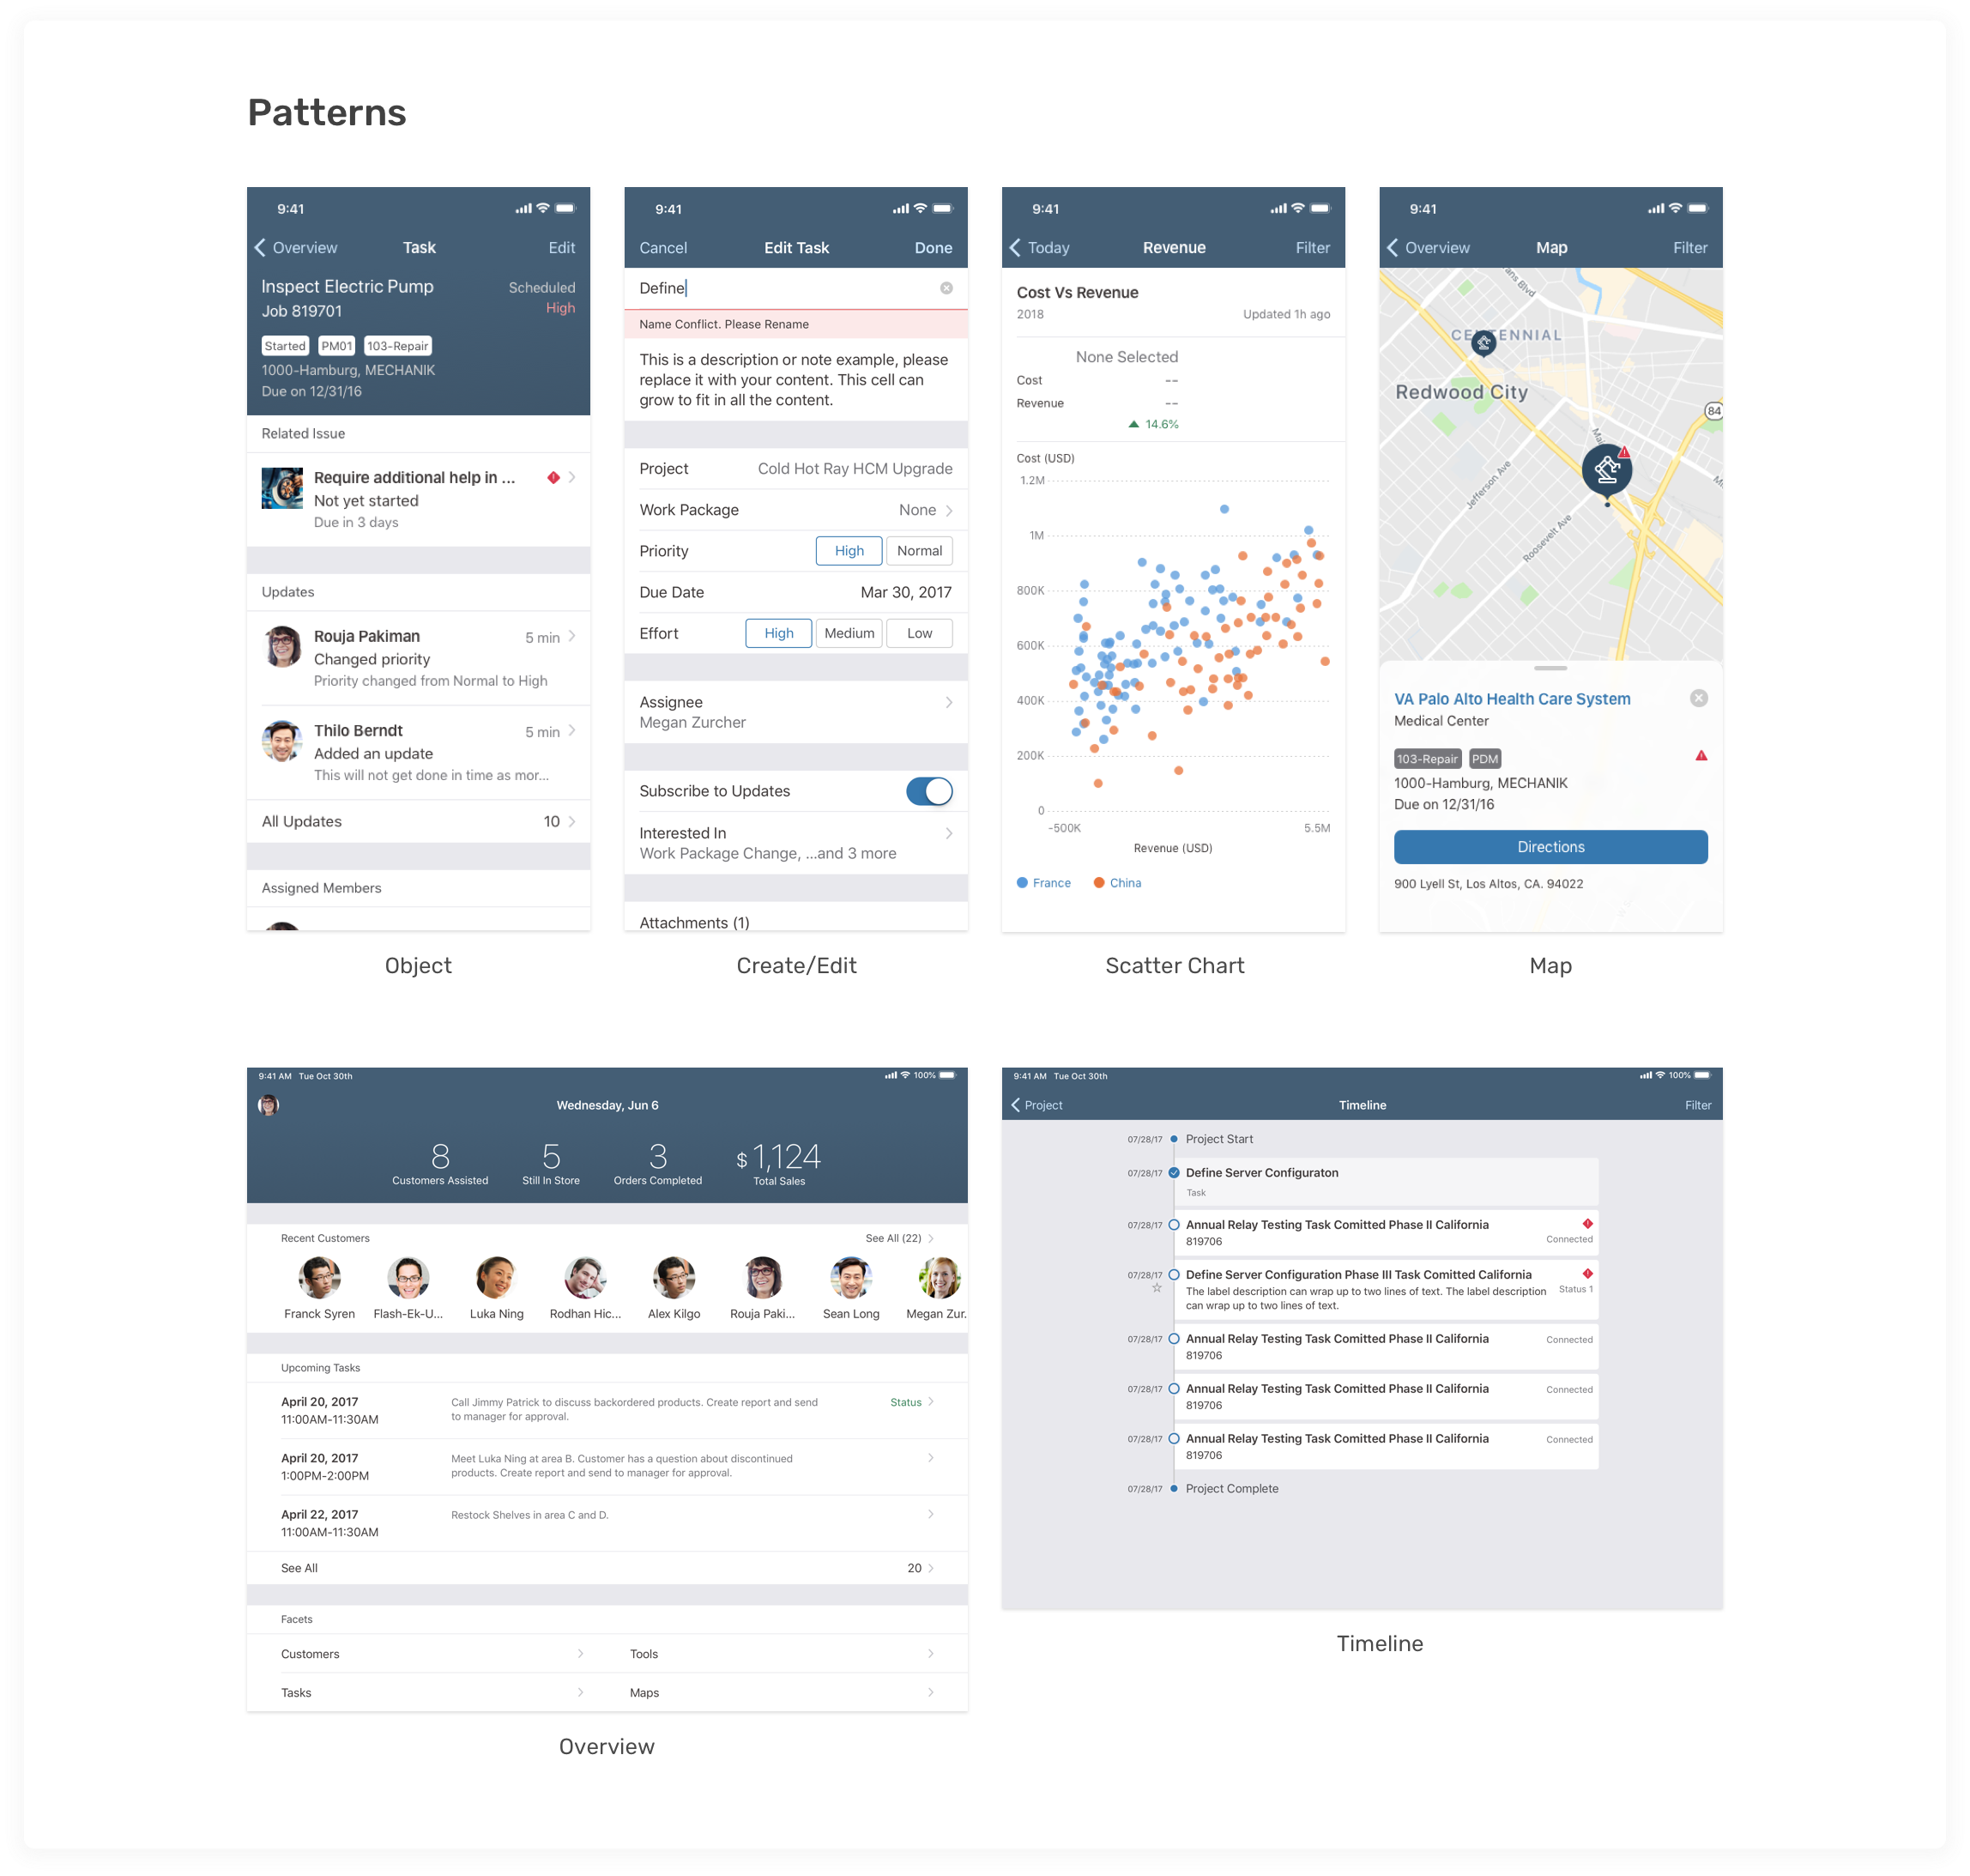 Patterns
9:41
Overview
Task
Edit
Inspect Electric Pump
Scheduled
Job 819701
High
Started
PM01
103-Repair
1000-Hamburg, MECHANIK
Due on 12/31/16
Related Issue
Require additional help in ...
Not yet started
Due in 3 days
Updates
Rouja Pakiman
5 min
Changed priority
Priority changed from Normal to High
Thilo Berndt
5 min
Added an update
This will not get done in time as mor...
All Updates
10
Assigned Members
Object
9:41
Cancel
Edit Task
Done
Define
Name Conflict. Please Rename
This is a description or note example, please
replace it with your content. This cell can
grow to fit in all the content.
Project
Cold Hot Ray HCM Upgrade
Work Package
None
Priority
High
Normal
Due Date
Mar 30, 2017
Effort
High
Medium
Low
Assignee
Megan Zurcher
Subscribe to Updates
Interested In
Work Package Change, ...and 3 more
Attachments (1)
Create/Edit
9:41
Today
Revenue
Filter
Cost Vs Revenue
2018
Updated 1h ago
None Selected
Cost
--
Revenue
--
14.6%
Cost (USD)
1.2M
1M
800K
600K
400K
200K
0
-500K
5.5M
Revenue (USD)
France
China
Scatter Chart
9:41
Overview
Map
Filter
CENTENNIAL
Redwood City
84
Jefferson Ave
Roosevelt Ave
VA Palo Alto Health Care System
Medical Center
103-Repair
PDM
1000-Hamburg, MECHANIK
Due on 12/31/16
Directions
900 Lyell St, Los Altos, CA. 94022
Map
9:41 AM Tue Oct 30th
100%
Wednesday, Jun 6
8
Customers Assisted
5
Still In Store
3
Orders Completed
$1,124
Total Sales
Recent Customers
See All (22)
Franck Syren
Flash-Ek-U...
Luka Ning
Rodhan Hic...
Alex Kilgo
Rouja Paki...
Sean Long
Megan Zur.
Upcoming Tasks
April 20, 2017
11:00AM-11:30AM
Call Jimmy Patrick to discuss backordered products. Create report and send
to manager for approval.
Status
April 20, 2017
1:00PM-2:00PM
Meet Luka Ning at area B. Customer has a question about discontinued
products. Create report and send to manager for approval.
April 22, 2017
11:00AM-11:30AM
Restock Shelves in area C and D.
See All
20
Facets
Customers
Tools
Tasks
Maps
Overview
9:41 AM Tue Oct 30th
100%
Project
Timeline
Filter
07/28/17
Project Start
07/28/17
Define Server Configuraton
Task
07/28/17
Annual Relay Testing Task Comitted Phase II California
819706
Connected
07/28/17
Define Server Configuration Phase III Task Comitted California
The label description can wrap up to two lines of text. The label description
can wrap up to two lines of text.
Status 1
07/28/17
Annual Relay Testing Task Comitted Phase II California
819706
Connected
07/28/17
Annual Relay Testing Task Comitted Phase II California
819706
Connected
07/28/17
Annual Relay Testing Task Comitted Phase II California
819706
Connected
07/28/17
Project Complete
Timeline